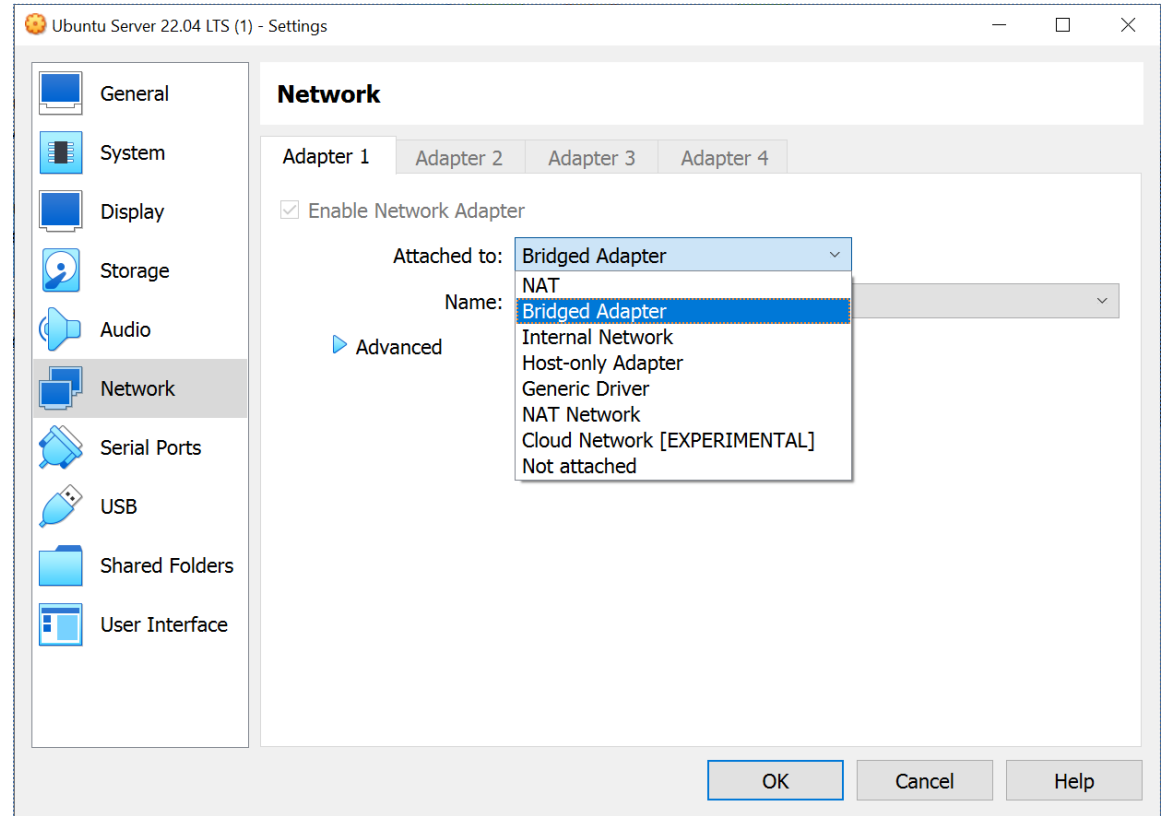 Ubuntu Server 22.04 LTS (1) - Settings
General
System
Display
Storage
Audio
Network
Serial Ports
USB
Shared Folders
User Interface
Network
Adapter 1
Adapter 2
Adapter 3
Adapter 4
Enable Network Adapter
Attached to: Bridged Adapter
Name:
Advanced
NAT
Bridged Adapter
Internal Network
Host-only Adapter
Generic Driver
NAT Network
Cloud Network [EXPERIMENTAL]
Not attached
OK
Cancel
Help